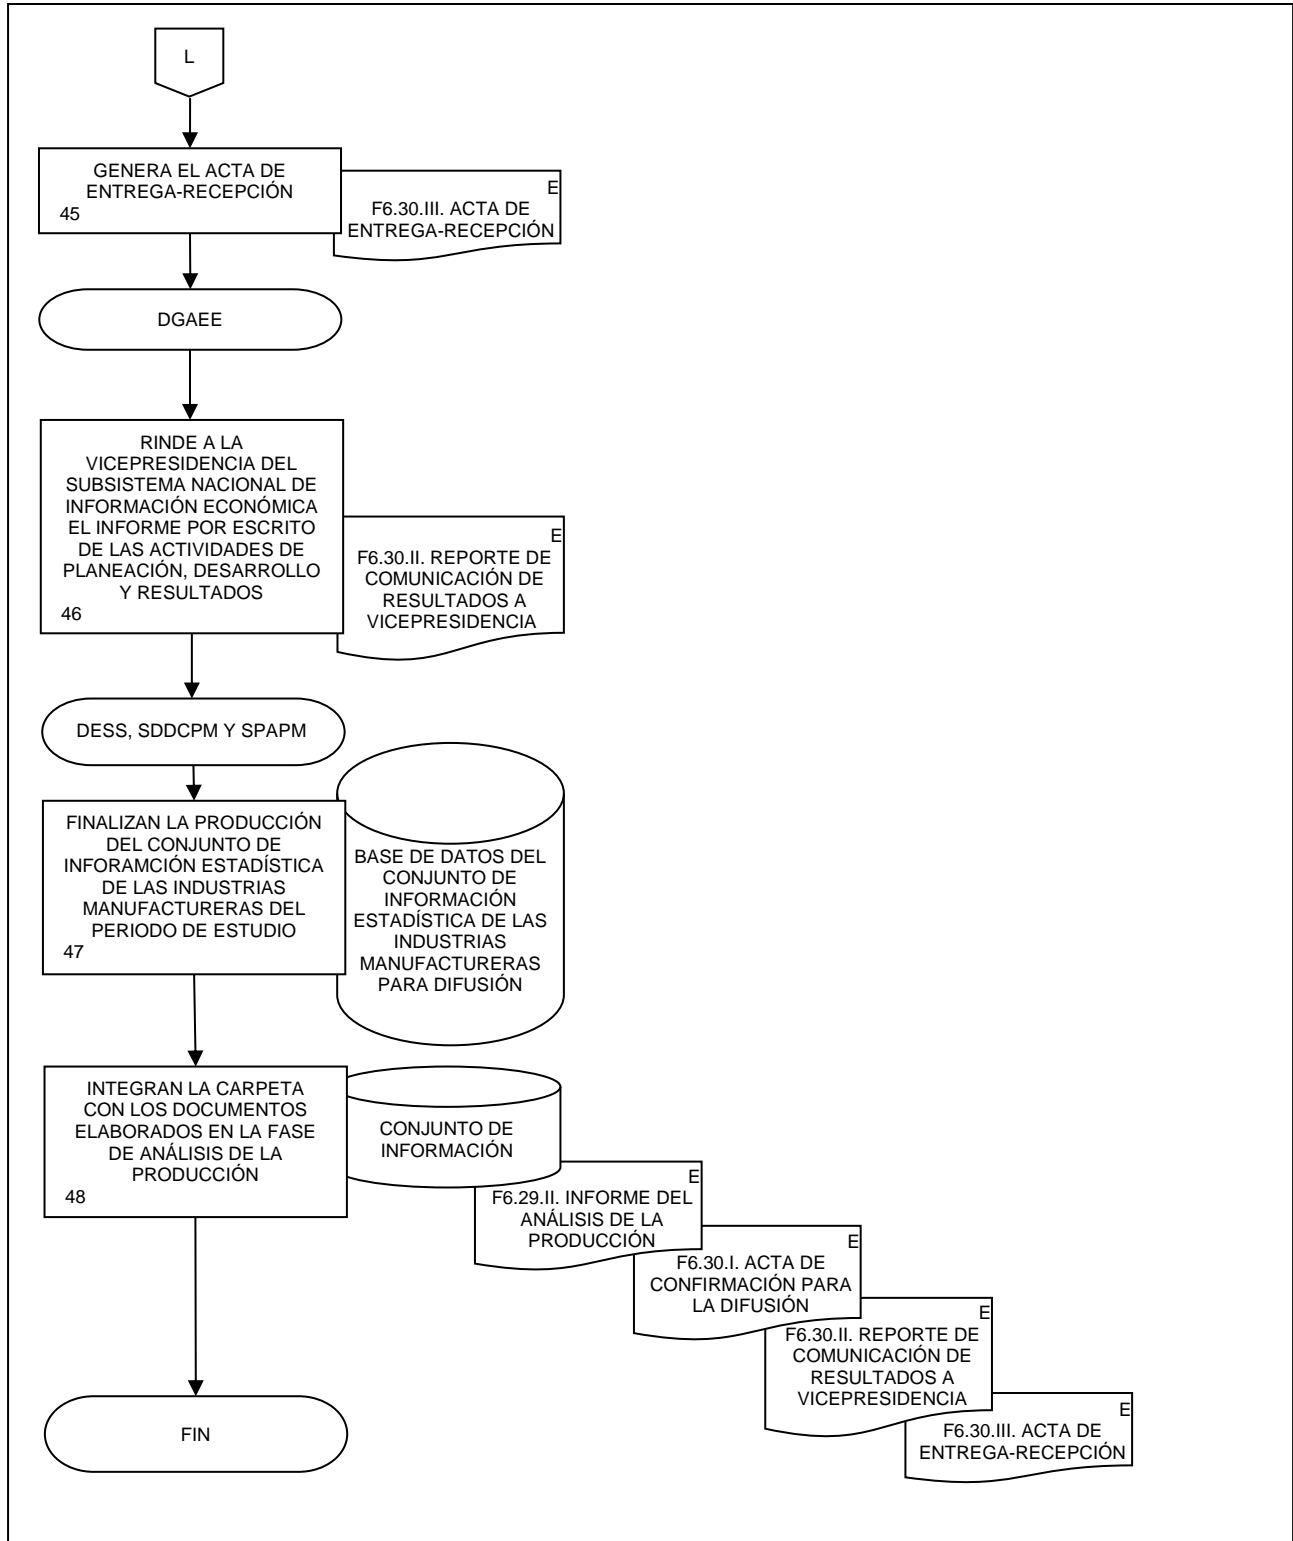 L
GENERA EL ACTA DE
ENTREGA-RECEPCIÓN
45
E
F6.30.III. ACTA DE
ENTREGA-RECEPCIÓN
DGAEE
RINDE A LA
VICEPRESIDENCIA DEL
SUBSISTEMA NACIONAL DE
INFORMACIÓN ECONÓMICA
EL INFORME POR ESCRITO
DE LAS ACTIVIDADES DE
PLANEACIÓN, DESARROLLO
Y RESULTADOS
46
E
F6.30.II. REPORTE DE
COMUNICACIÓN DE
RESULTADOS A
VICEPRESIDENCIA
DESS, SDDCPM Y SPAPM
FINALIZAN LA PRODUCCIÓN
DEL CONJUNTO DE
INFORAMCIÓN ESTADÍSTICA
DE LAS INDUSTRIAS
MANUFACTURERAS DEL
PERIODO DE ESTUDIO
47
BASE DE DATOS DEL
CONJUNTO DE
INFORMACIÓN
ESTADÍSTICA DE LAS
INDUSTRIAS
MANUFACTURERAS
PARA DIFUSIÓN
INTEGRAN LA CARPETA
CON LOS DOCUMENTOS
ELABORADOS EN LA FASE
DE ANÁLISIS DE LA
PRODUCCIÓN
48
CONJUNTO DE
INFORMACIÓN
E
F6.29.II. INFORME DEL
ANÁLISIS DE LA
PRODUCCIÓN
E
F6.30.I. ACTA DE
CONFIRMACIÓN PARA
LA DIFUSIÓN
E
F6.30.II. REPORTE DE
COMUNICACIÓN DE
RESULTADOS A
VICEPRESIDENCIA
E
F6.30.III. ACTA DE
ENTREGA-RECEPCIÓN
FIN